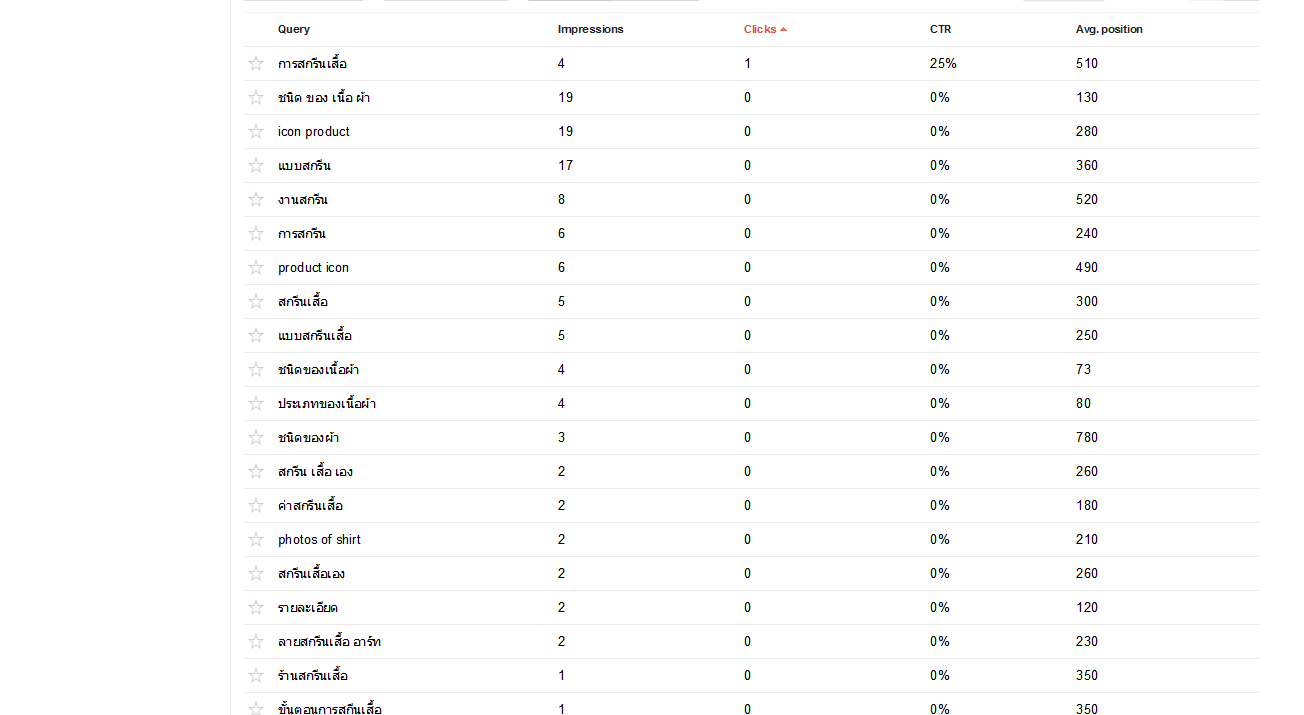 Query Impressions Clicks CTR Avg. position
การสกรีนเสื้อ 4 1 25% 510
ชนิด ของ เนื้อ ผ้า 19 0 0% 130
icon product 19 0 0% 280
แบบสกรีน 17 0 0% 360
งานสกรีน 8 0 0% 520
การสกรีน 6 0 0% 240
product icon 6 0 0% 490
สกรีนเสื้อ 5 0 0% 300
แบบสกรีนเสื้อ 5 0 0% 250
ชนิดของเนื้อผ้า 4 0 0% 73
ประเภทของเนื้อผ้า 4 0 0% 80
ชนิดของผ้า 3 0 0% 780
สกรีน เสื้อ เอง 2 0 0% 260
ค่าสกรีนเสื้อ 2 0 0% 180
photos of shirt 2 0 0% 210
สกรีนเสื้อเอง 2 0 0% 260
รายละเอียด 2 0 0% 120
ลายสกรีนเสื้อ อาร์ท 2 0 0% 230
ร้านสกรีนเสื้อ 1 0 0% 350
ขั้นตอนการสกีนเสื้อ 1 0 0% 350